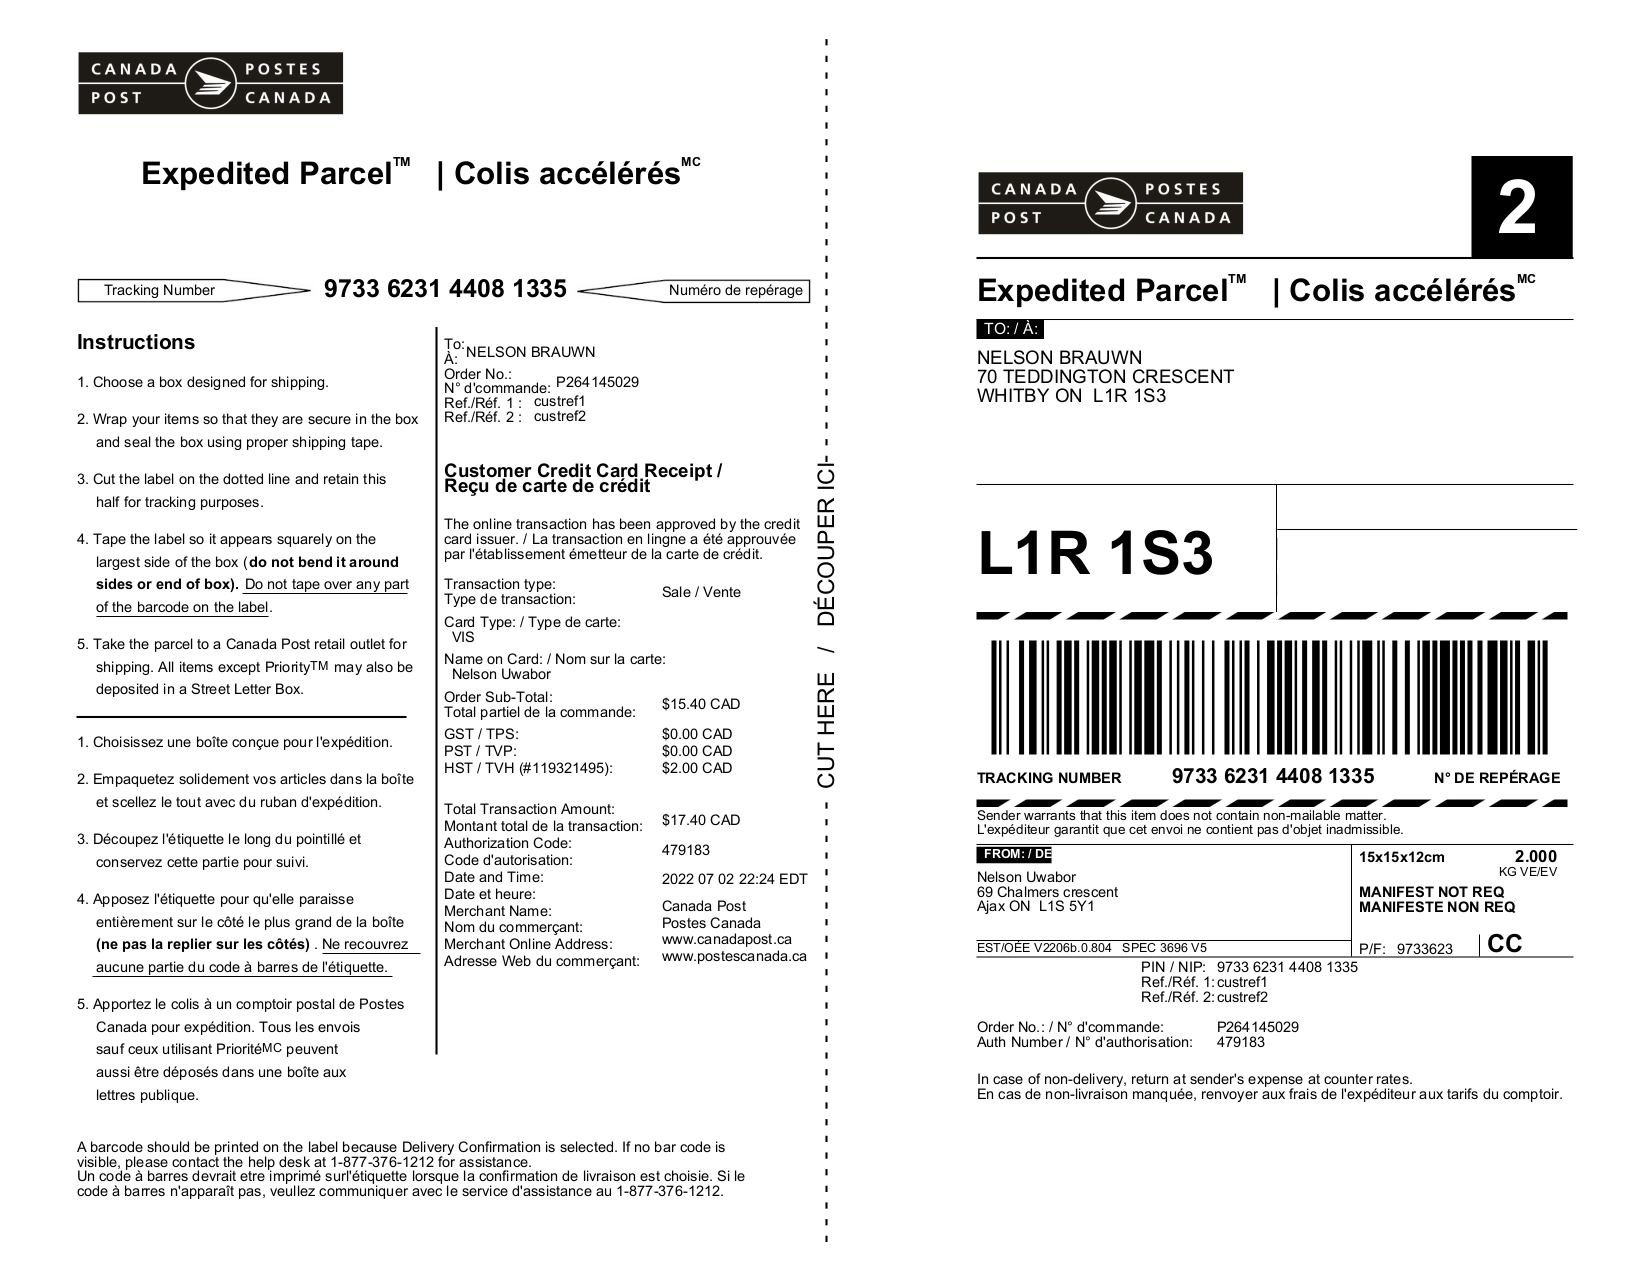 CANADA POSTES
POST CANADA
Expedited Parcel™ | Colis accélérésMC
Tracking Number 9733 6231 4408 1335 Numéro de repérage
Instructions
1. Choose a box designed for shipping.
2. Wrap your items so that they are secure in the box
and seal the box using proper shipping tape.
3. Cut the label on the dotted line and retain this
half for tracking purposes.
4. Tape the label so it appears squarely on the
largest side of the box (do not bend it around
sides or end of box). Do not tape over any part
of the barcode on the label.
5. Take the parcel to a Canada Post retail outlet for
shipping. All items except Priority™ may also be
deposited in a Street Letter Box.
1. Choisissez une boîte conçue pour l'expédition.
2. Empaquetez solidement vos articles dans la boîte
et scellez le tout avec du ruban d'expédition.
3. Découpez l'étiquette le long du pointillé et
conservez cette partie pour suivi.
4. Apposez l'étiquette pour qu'elle paraisse
entièrement sur le côté le plus grand de la boîte
(ne pas la replier sur les côtés) . Ne recouvrez
aucune partie du code à barres de l'étiquette.
5. Apportez le colis à un comptoir postal de Postes
Canada pour expédition. Tous les envois
sauf ceux utilisant PrioritéMC peuvent
aussi être déposés dans une boîte aux
lettres publique.
To:
À: NELSON BRAUWN
Order No.:
N° d'commande: P264145029
Ref./Réf. 1 : custref1
Ref./Réf. 2 : custref2
Customer Credit Card Receipt /
Reçu de carte de crédit
The online transaction has been approved by the credit
card issuer. / La transaction en lingne a été approuvée
par l'établissement émetteur de la carte de crédit.
Transaction type:
Type de transaction: Sale / Vente
Card Type: / Type de carte:
VIS
Name on Card: / Nom sur la carte:
Nelson Uwabor
Order Sub-Total:
Total partiel de la commande: $15.40 CAD
GST / TPS: $0.00 CAD
PST / TVP: $0.00 CAD
HST / TVH (#119321495): $2.00 CAD
Total Transaction Amount:
Montant total de la transaction: $17.40 CAD
Authorization Code:
Code d'autorisation: 479183
Date and Time:
Date et heure: 2022 07 02 22:24 EDT
Merchant Name: Canada Post
Nom du commerçant: Postes Canada
Merchant Online Address: www.canadapost.ca
Adresse Web du commerçant: www.postescanada.ca
A barcode should be printed on the label because Delivery Confirmation is selected. If no bar code is
visible, please contact the help desk at 1-877-376-1212 for assistance.
Un code à barres devrait etre imprimé surl'étiquette lorsque la confirmation de livraison est choisie. Si le
code à barres n'apparaît pas, veullez communiquer avec le service d'assistance au 1-877-376-1212.
CUT HERE / DÉCOUPER ICI
CANADA POSTES
POST CANADA
2
Expedited Parcel™ | Colis accélérésMC
TO: / À:
NELSON BRAUWN
70 TEDDINGTON CRESCENT
WHITBY ON L1R 1S3
L1R 1S3
TRACKING NUMBER 9733 6231 4408 1335 N° DE REPÉRAGE
Sender warrants that this item does not contain non-mailable matter.
L'expéditeur garantit que cet envoi ne contient pas d'objet inadmissible.
FROM: / DE
Nelson Uwabor
69 Chalmers crescent
Ajax ON L1S 5Y1
EST/OÉE V2206b.0.804 SPEC 3696 V5
15x15x12cm 2.000
KG VE/EV
MANIFEST NOT REQ
MANIFESTE NON REQ
P/F: 9733623 CC
PIN / NIP: 9733 6231 4408 1335
Ref./Réf. 1: custref1
Ref./Réf. 2: custref2
Order No.: / N° d'commande: P264145029
Auth Number / N° d'authorisation: 479183
In case of non-delivery, return at sender's expense at counter rates.
En cas de non-livraison manquée, renvoyer aux frais de l'expéditeur aux tarifs du comptoir.